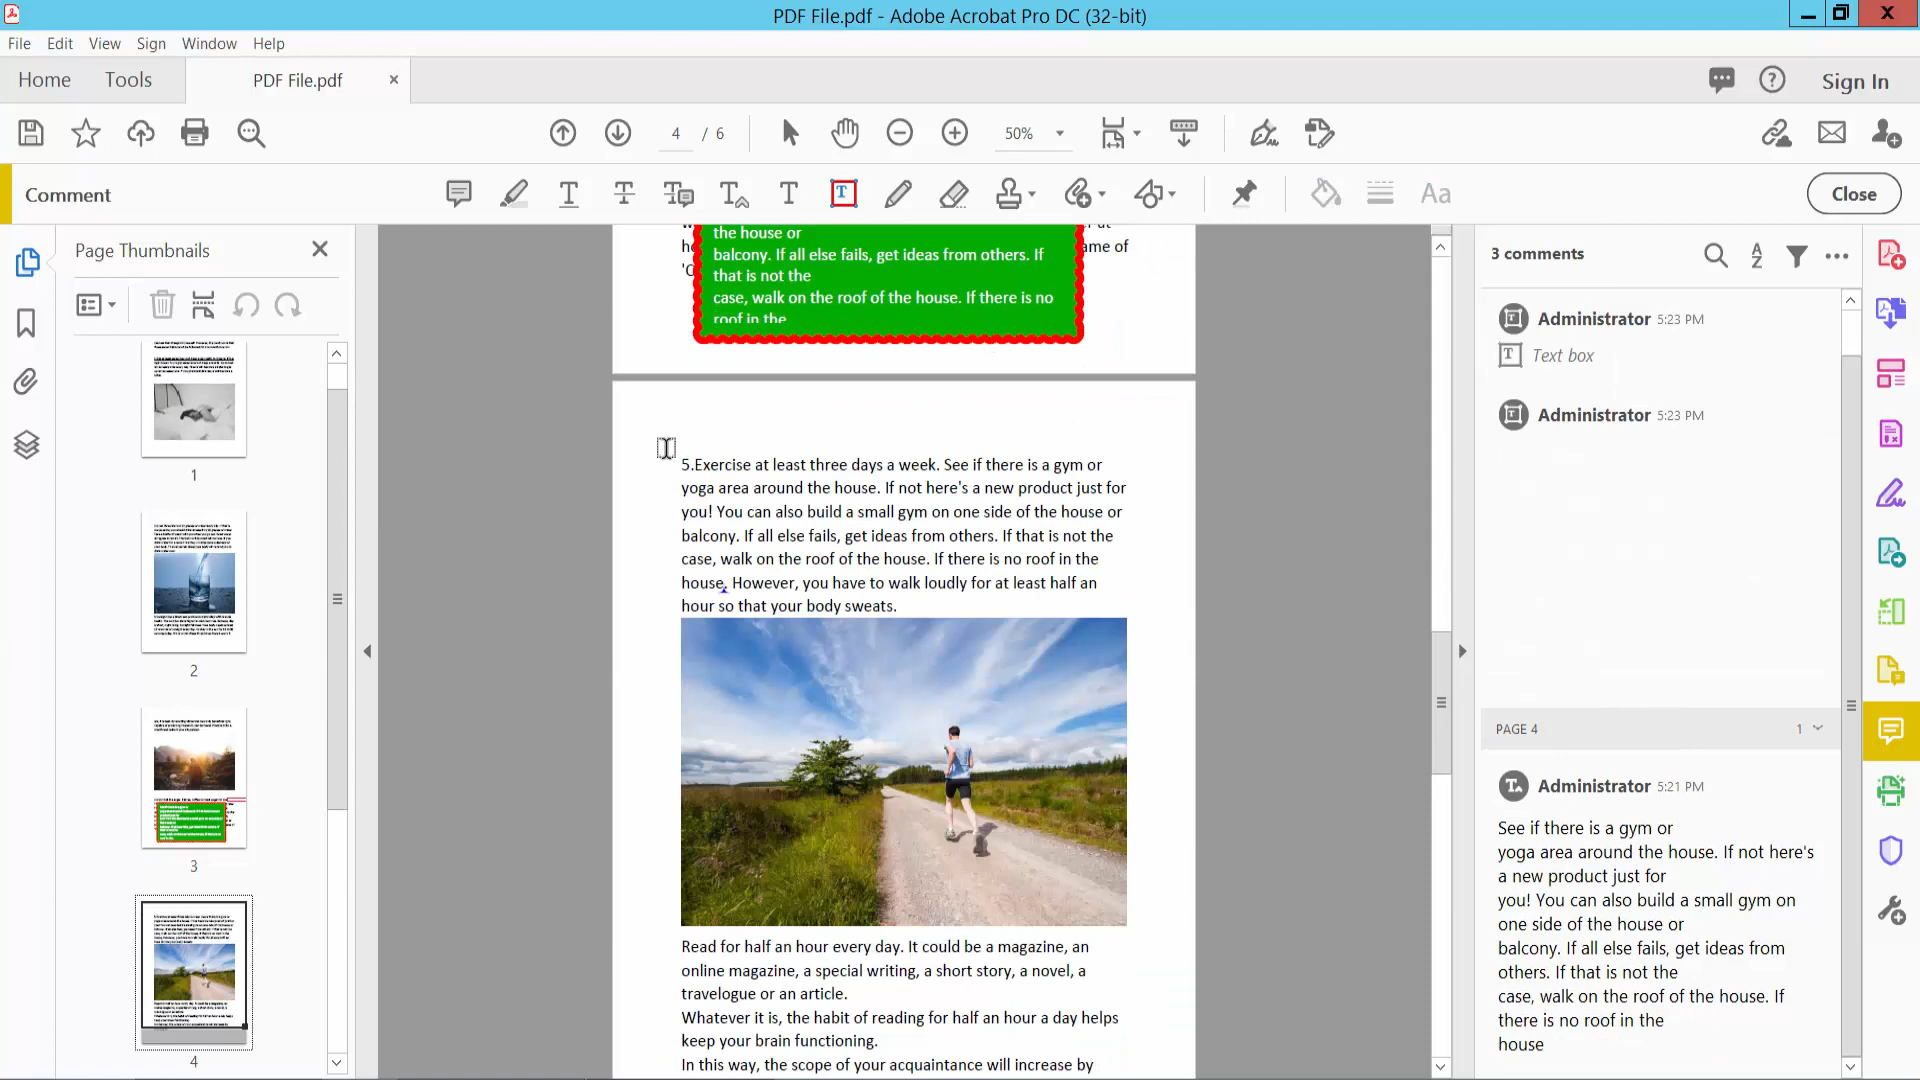 PDF File.pdf - Adobe Acrobat Pro DC (32-bit)
File Edit View Sign Window Help
Home Tools PDF File.pdf × Sign In
4 / 6 50%
Comment
Close
Page Thumbnails
1
2
3
4
the house or
balcony. If all else fails, get ideas from others. If
that is not the
case, walk on the roof of the house. If there is no
roof in the
ame of
5.Exercise at least three days a week. See if there is a gym or
yoga area around the house. If not here's a new product just for
you! You can also build a small gym on one side of the house or
balcony. If all else fails, get ideas from others. If that is not the
case, walk on the roof of the house. If there is no roof in the
house. However, you have to walk loudly for at least half an
hour so that your body sweats.
Read for half an hour every day. It could be a magazine, an
online magazine, a special writing, a short story, a novel, a
travelogue or an article.
Whatever it is, the habit of reading for half an hour a day helps
keep your brain functioning.
In this way, the scope of your acquaintance will increase by
3 comments
Administrator 5:23 PM
Text box
Administrator 5:23 PM
PAGE 4 1
Administrator 5:21 PM
See if there is a gym or
yoga area around the house. If not here's
a new product just for
you! You can also build a small gym on
one side of the house or
balcony. If all else fails, get ideas from
others. If that is not the
case, walk on the roof of the house. If
there is no roof in the
house